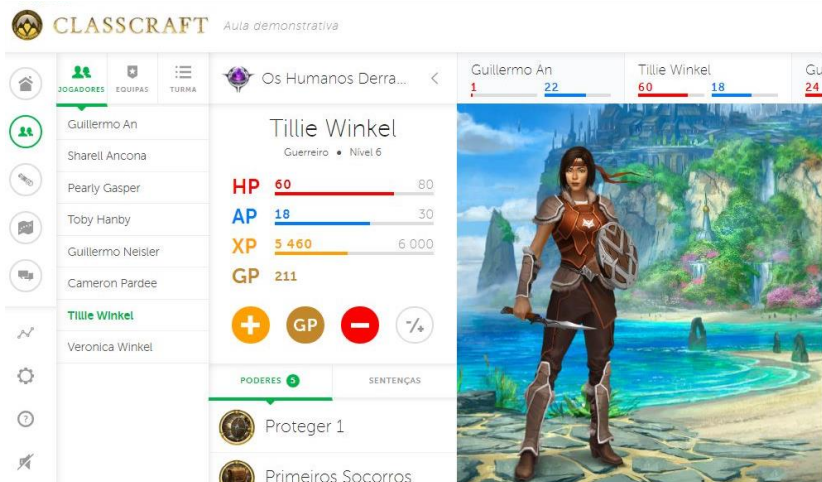 CLASSCRAFT Aula demonstrativa
JOGADORES EQUIPAS TURMA
Guillermo An
Sharell Ancona
Pearly Gasper
Toby Hanby
Guillermo Neisler
Cameron Pardee
Tillie Winkel
Veronica Winkel
Os Humanos Derra...
Tillie Winkel
Guerreiro • Nível 6
HP 60 80
AP 18 30
XP 5 460 6 000
GP 211
+ GP − -/+
PODERES 5 SENTENÇAS
Proteger 1
Primeiros Socorros
Guillermo An
1 22
Tillie Winkel
60 18
Gu
24